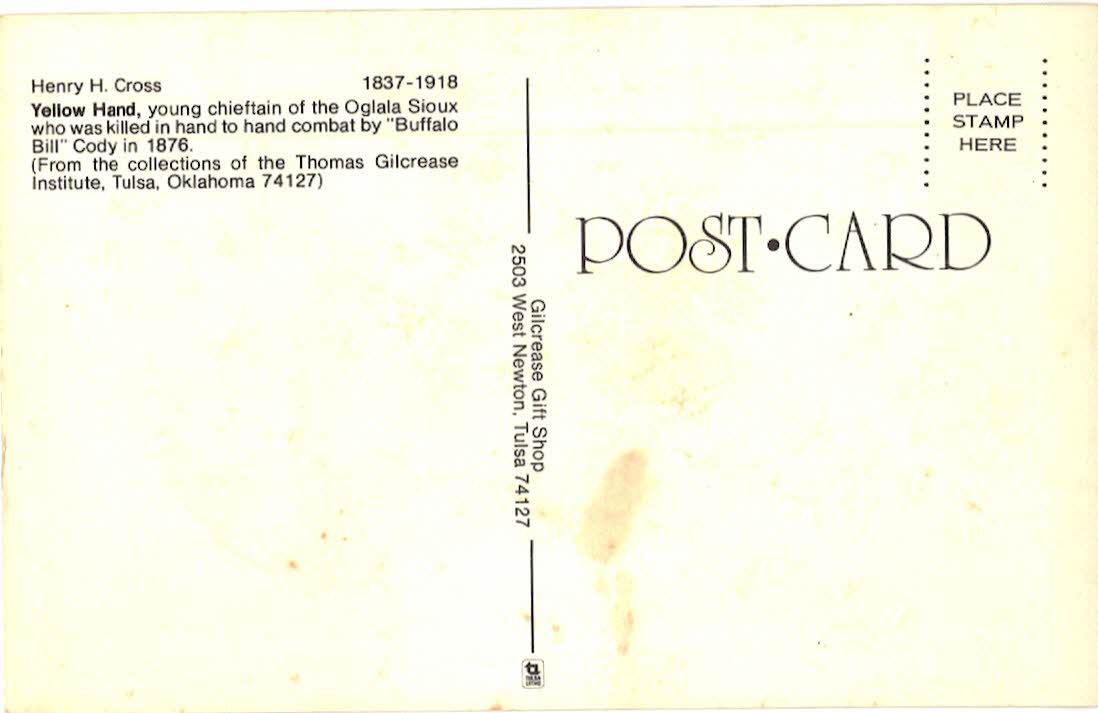 Henry H. Cross 1837-1918
Yellow Hand, young chieftain of the Oglala Sioux
who was killed in hand to hand combat by "Buffalo
Bill" Cody in 1876.
(From the collections of the Thomas Gilcrease
Institute, Tulsa, Oklahoma 74127)
Gilcrease Gift Shop
2503 West Newton, Tulsa 74127
PLACE
STAMP
HERE
POST•CARD
TULSA
LITHO